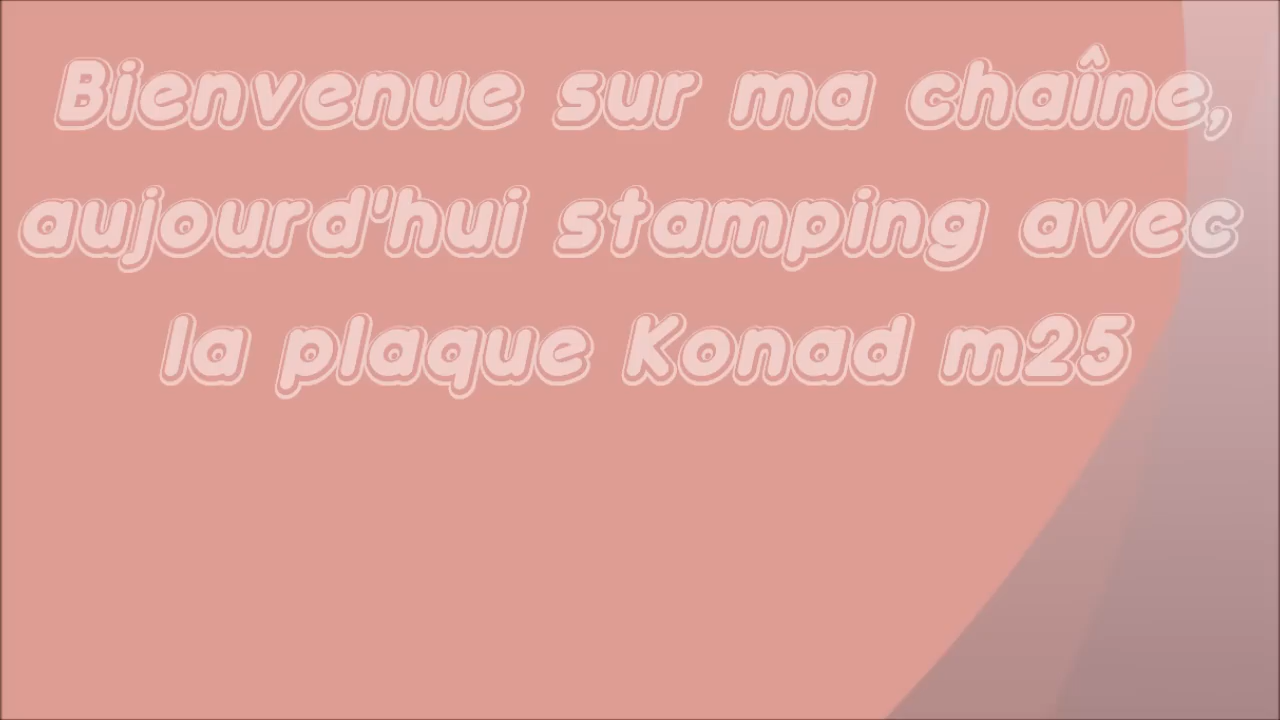 Bienvenue sur ma chaîne,
aujourd'hui stamping avec
la plaque Konad m25